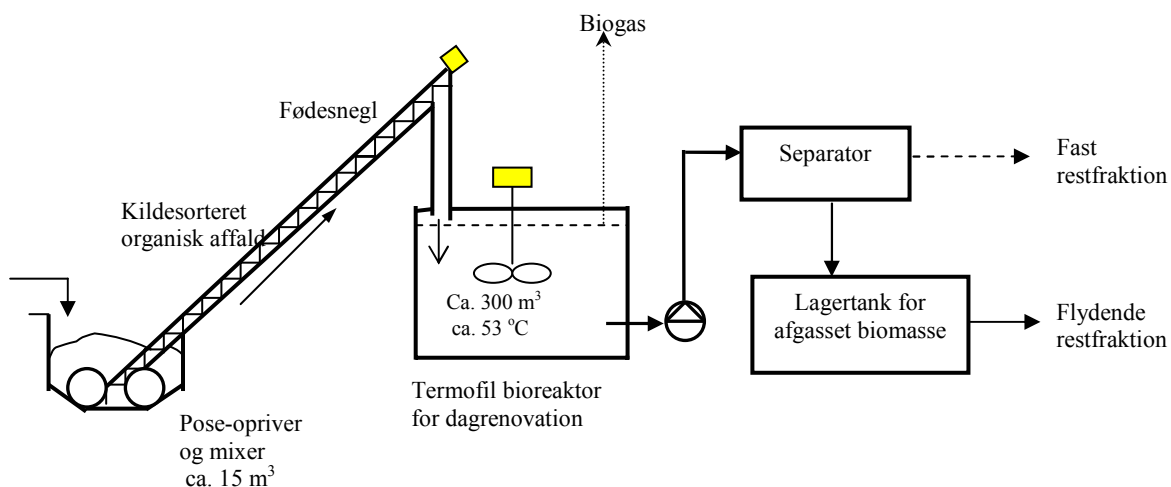 Biogas
Fødesnegl
Kildesorteret
organisk affald
Pose-opriver
og mixer
ca. 15 m³
Ca. 300 m³
ca. 53 °C
Termofil bioreaktor
for dagrenovation
Separator
Fast
restfraktion
Lagertank for
afgasset biomasse
Flydende
restfraktion